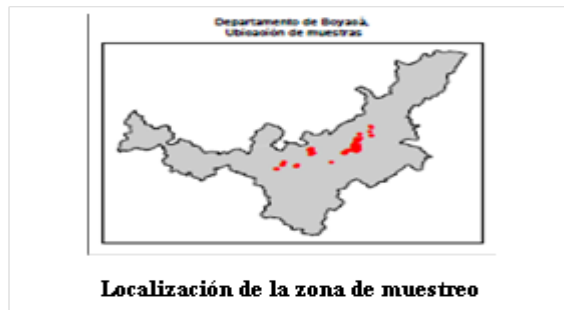 Departamento de Boyacá,
Ubicación de muestras
Localización de la zona de muestreo